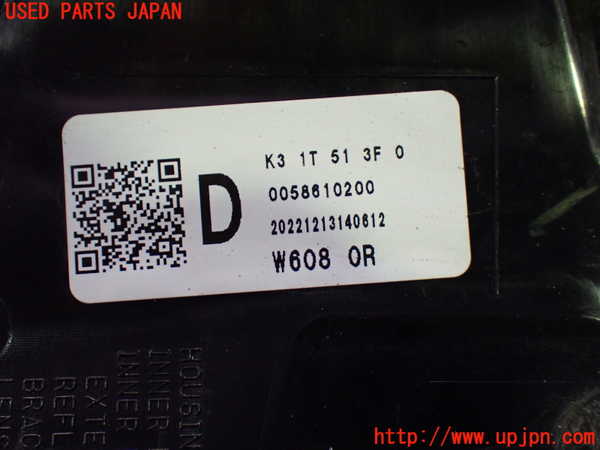 USED PARTS JAPAN
K3 1T 51 3F 0
D
0058610200
20221213140612
W608 0R
HOUSIN
INNER
INNER
EXTE
REFL
BRAC
LENS
http://www.upjpn.com/